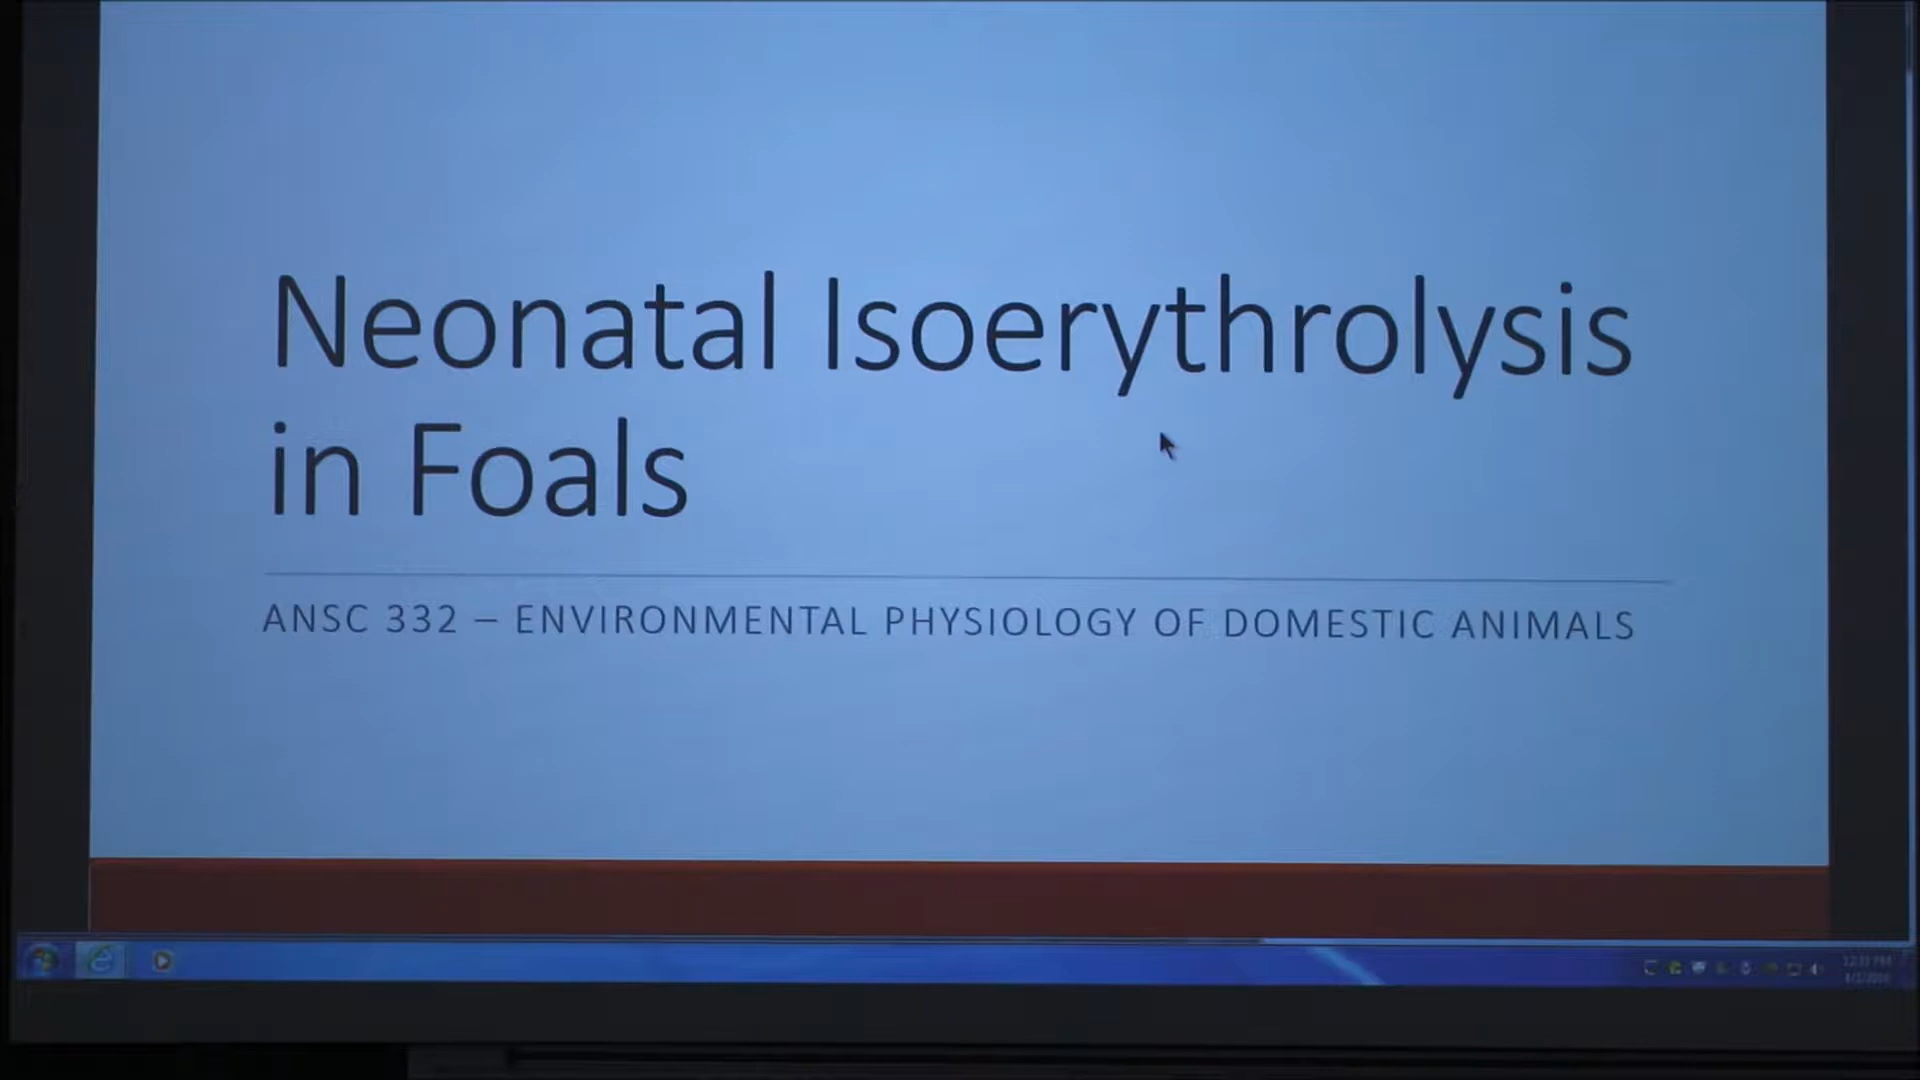 Neonatal Isoerythrolysis
in Foals
ANSC 332 – ENVIRONMENTAL PHYSIOLOGY OF DOMESTIC ANIMALS